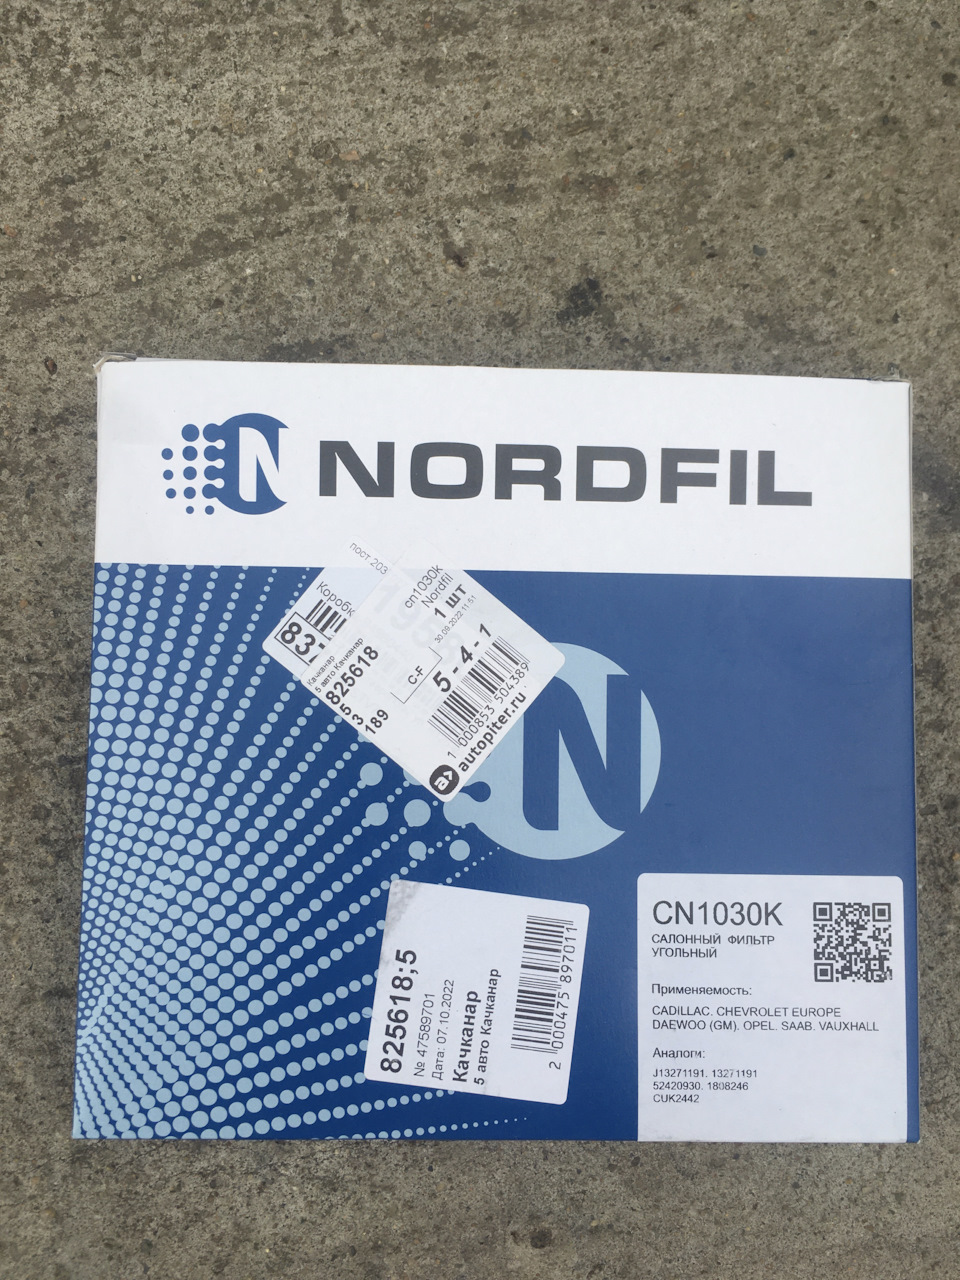 NORDFIL
пост 203
Коробк
83
cn1030k
Nordfil
1 шт
30.09.2022 11:51
Качканар
5 авто Качканар
825618
5
3
189
C-F
5 - 4 - 1
1 000853 504389
autopiter.ru
825618;5
№ 47589701
Дата: 07.10.2022
Качканар
5 авто Качканар
2 000475 897011
CN1030K
САЛОННЫЙ ФИЛЬТР
УГОЛЬНЫЙ
Применяемость:
CADILLAC. CHEVROLET EUROPE
DAEWOO (GM). OPEL. SAAB. VAUXHALL
Аналоги:
J13271191. 13271191
52420930. 1808246
CUK2442